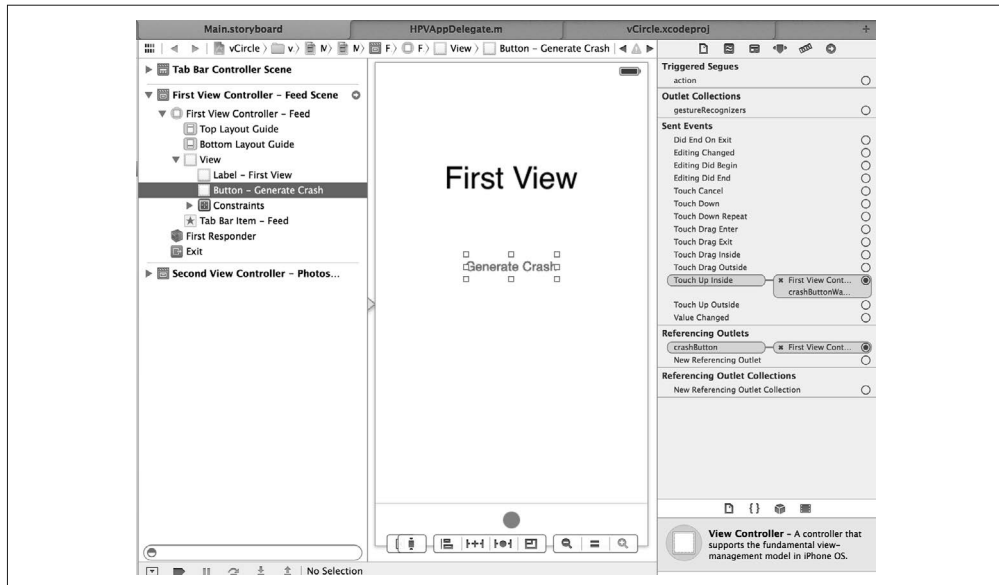 Main.storyboard
HPVAppDelegate.m
vCircle.xcodeproj
+
vCircle
v.
M
M
F
F
View
Button – Generate Crash
Tab Bar Controller Scene
First View Controller – Feed Scene
First View Controller – Feed
Top Layout Guide
Bottom Layout Guide
View
Label – First View
Button – Generate Crash
Constraints
Tab Bar Item – Feed
First Responder
Exit
Second View Controller – Photos...
First View
Generate Crash
Triggered Segues
action
Outlet Collections
gestureRecognizers
Sent Events
Did End On Exit
Editing Changed
Editing Did Begin
Editing Did End
Touch Cancel
Touch Down
Touch Down Repeat
Touch Drag Enter
Touch Drag Exit
Touch Drag Inside
Touch Drag Outside
Touch Up Inside
First View Cont...
crashButtonWa...
Touch Up Outside
Value Changed
Referencing Outlets
crashButton
First View Cont...
New Referencing Outlet
Referencing Outlet Collections
New Referencing Outlet Collection
{}
View Controller – A controller that
supports the fundamental view-
management model in iPhone OS.
No Selection